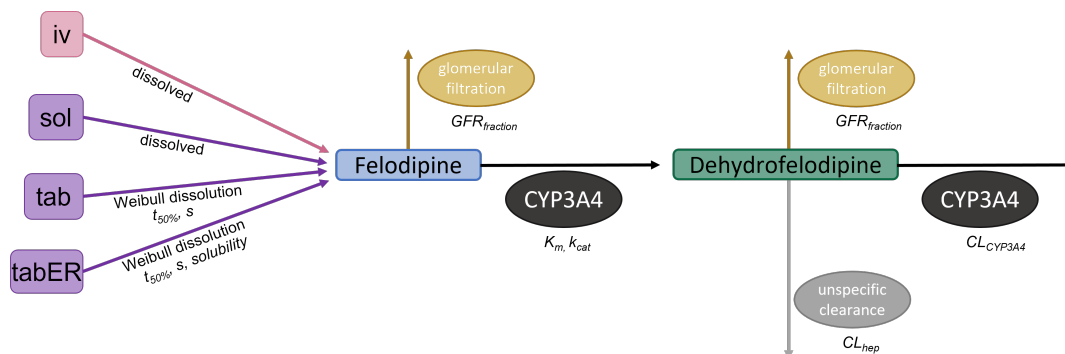 iv
dissolved
sol
dissolved
tab
Weibull dissolution
t50%, s
tabER
Weibull dissolution
t50%, s, solubility
Felodipine
glomerular
filtration
GFRfraction
CYP3A4
Km, kcat
Dehydrofelodipine
glomerular
filtration
GFRfraction
CYP3A4
CLCYP3A4
unspecific
clearance
CLhep